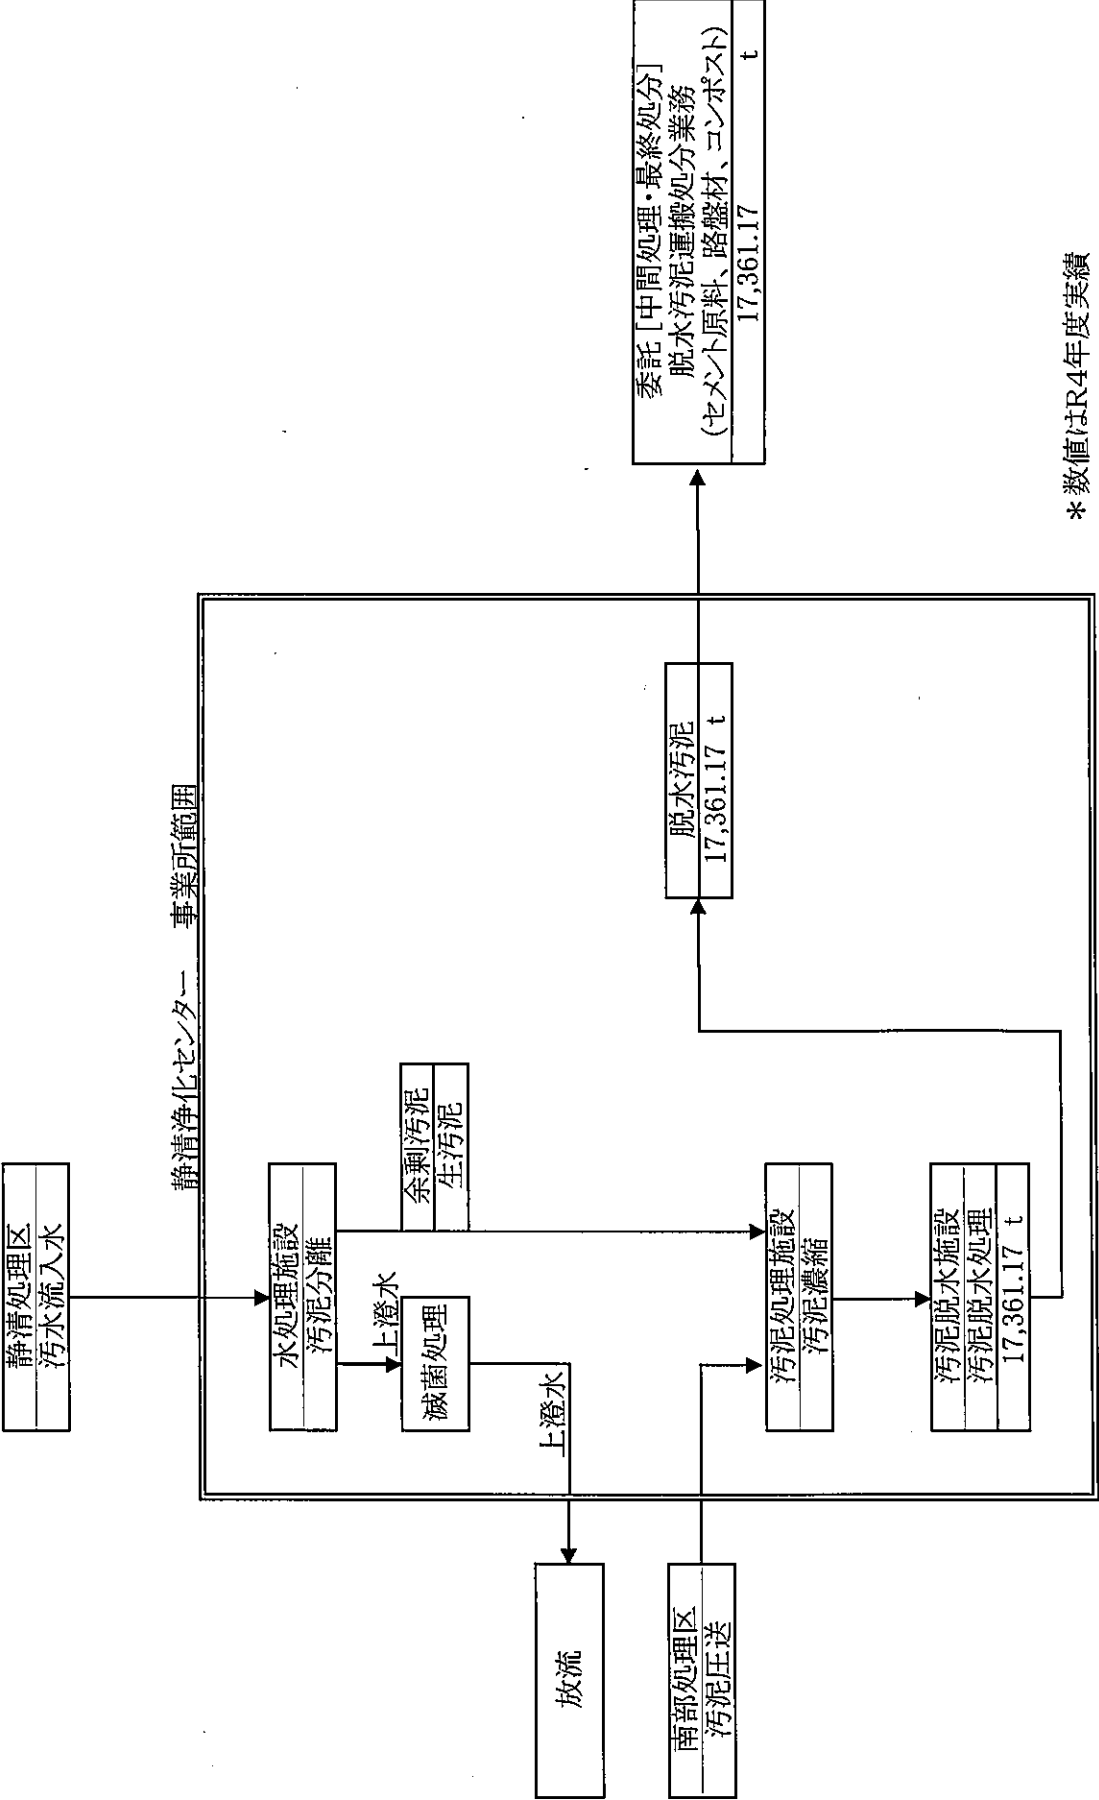 静清処理区
汚水流入水
静清浄化センター　事業所範囲
水処理施設
汚泥分離
上澄水
滅菌処理
余剰汚泥
生汚泥
上澄水
放流
南部処理区
汚泥圧送
汚泥処理施設
汚泥濃縮
汚泥脱水施設
汚泥脱水処理
17,361.17 t
脱水汚泥
17,361.17 t
委託［中間処理・最終処分］
脱水汚泥運搬処分業務
(セメント原料、路盤材、コンポスト)
17,361.17 t
＊数値はR4年度実績